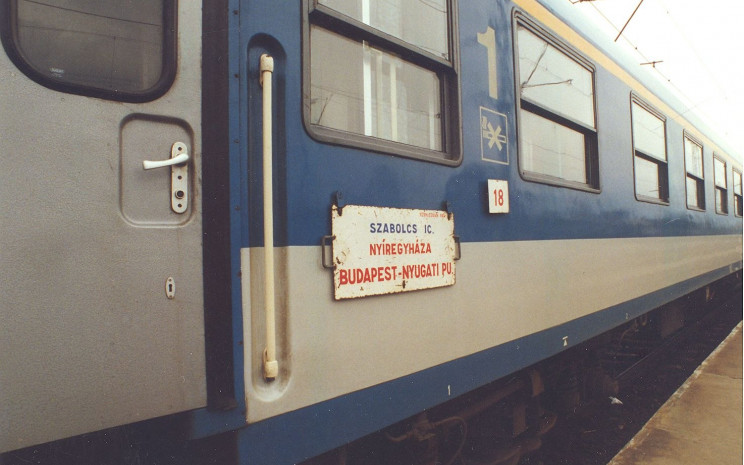 1
18
SZABOLCS IC.
NYÍREGYHÁZA
BUDAPEST-NYUGATI PU.